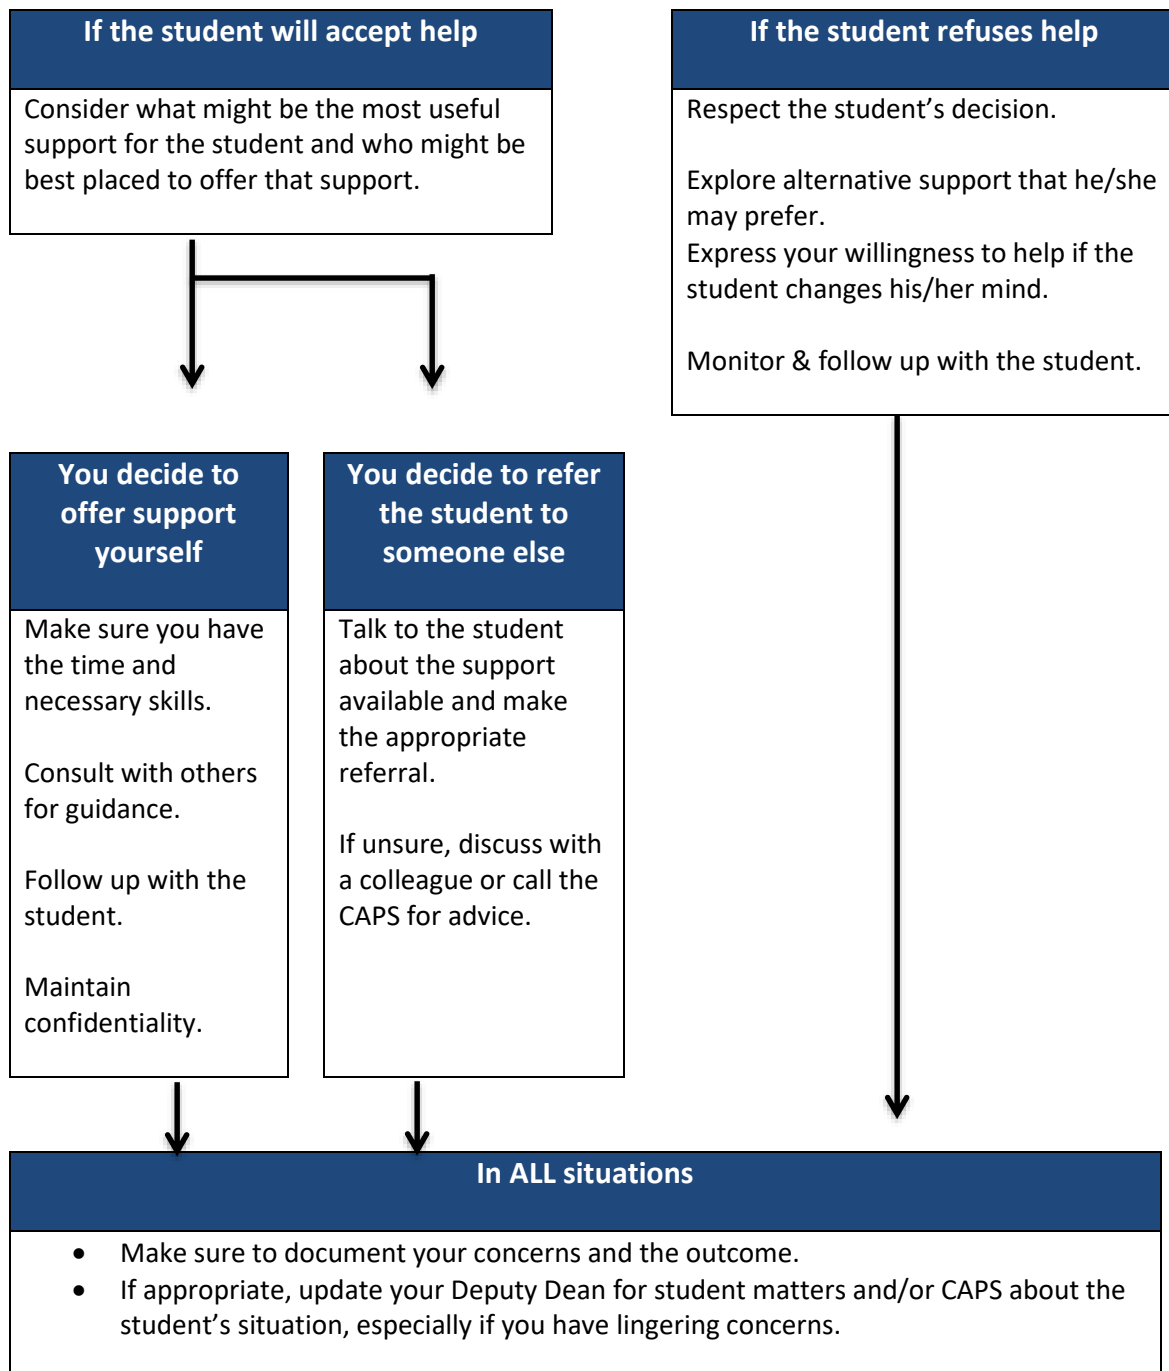 If the student will accept help
Consider what might be the most useful
support for the student and who might be
best placed to offer that support.
If the student refuses help
Respect the student’s decision.
Explore alternative support that he/she
may prefer.
Express your willingness to help if the
student changes his/her mind.
Monitor & follow up with the student.
You decide to
offer support
yourself
Make sure you have
the time and
necessary skills.
Consult with others
for guidance.
Follow up with the
student.
Maintain
confidentiality.
You decide to refer
the student to
someone else
Talk to the student
about the support
available and make
the appropriate
referral.
If unsure, discuss with
a colleague or call the
CAPS for advice.
In ALL situations
• Make sure to document your concerns and the outcome.
• If appropriate, update your Deputy Dean for student matters and/or CAPS about the
student’s situation, especially if you have lingering concerns.